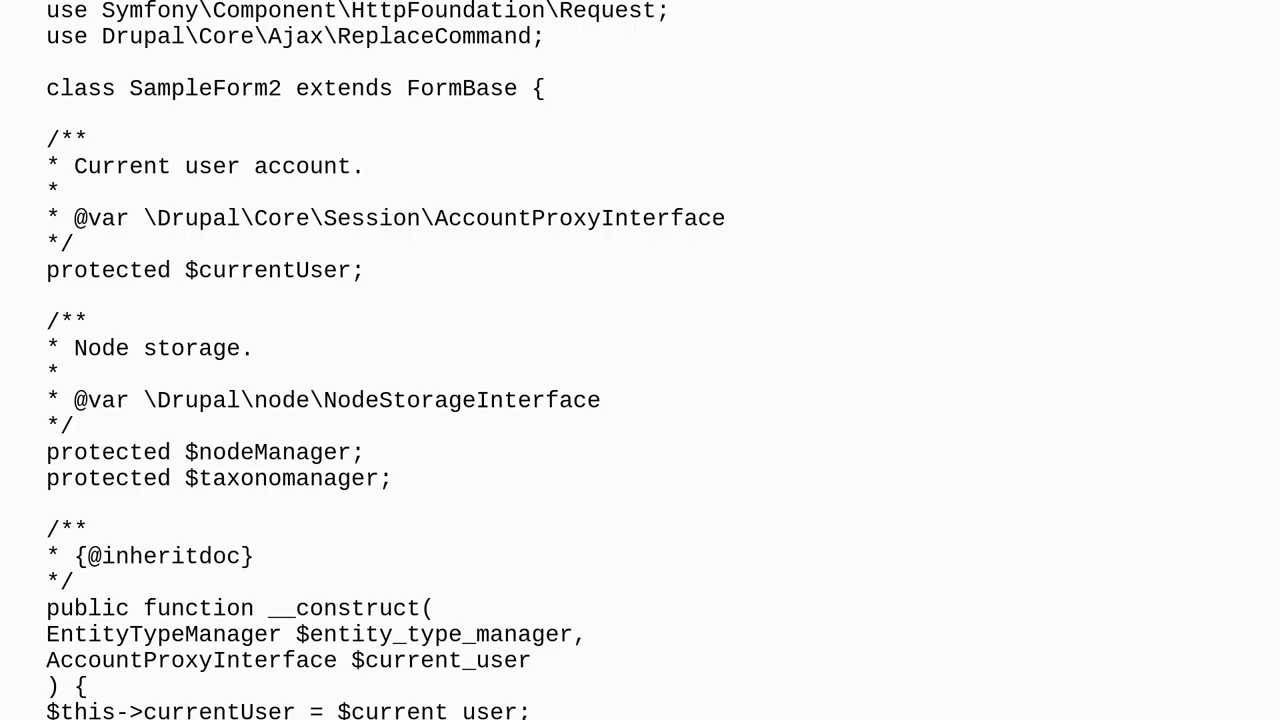 use Symfony\Component\HttpFoundation\Request;
use Drupal\Core\Ajax\ReplaceCommand;
class SampleForm2 extends FormBase {
/**
* Current user account.
*
* @var \Drupal\Core\Session\AccountProxyInterface
*/
protected $currentUser;
/**
* Node storage.
*
* @var \Drupal\node\NodeStorageInterface
*/
protected $nodeManager;
protected $taxonomanager;
/**
* {@inheritdoc}
*/
public function __construct(
EntityTypeManager $entity_type_manager,
AccountProxyInterface $current_user
) {
$this->currentUser = $current_user;